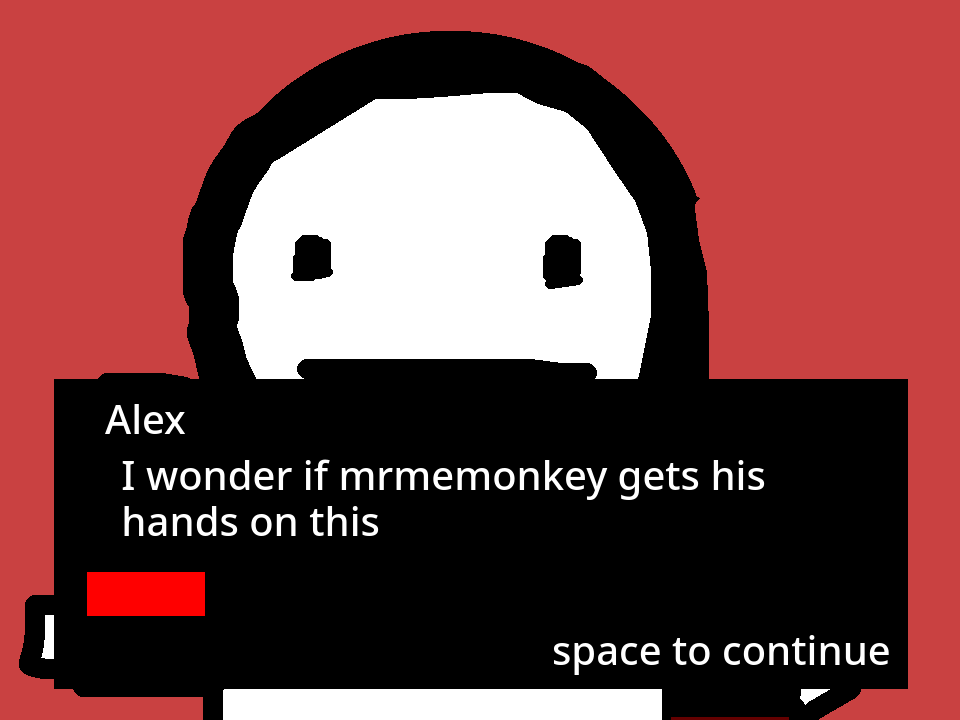 Alex
I wonder if mrmemonkey gets his
hands on this
space to continue